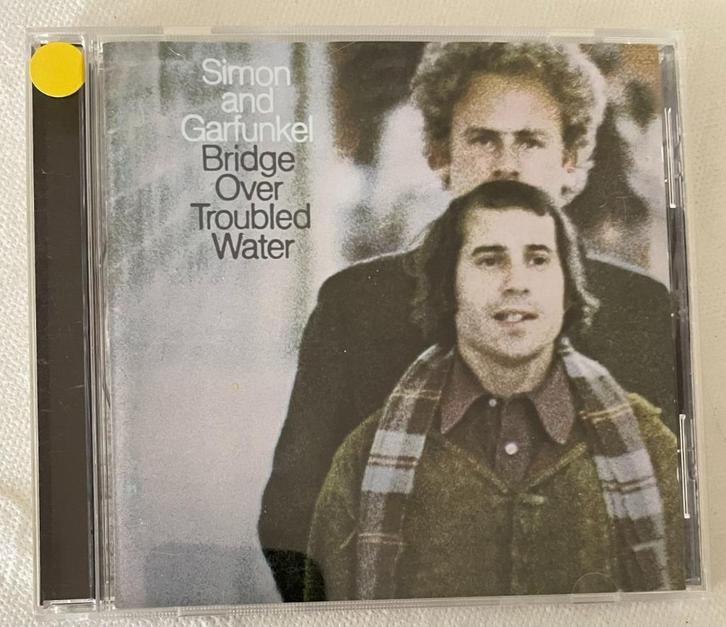 Simon
and
Garfunkel
Bridge
Over
Troubled
Water